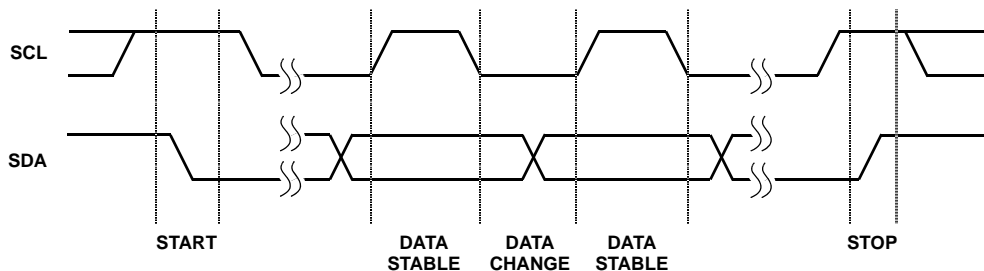 SCL
SDA
START
DATA
STABLE
DATA
CHANGE
DATA
STABLE
STOP